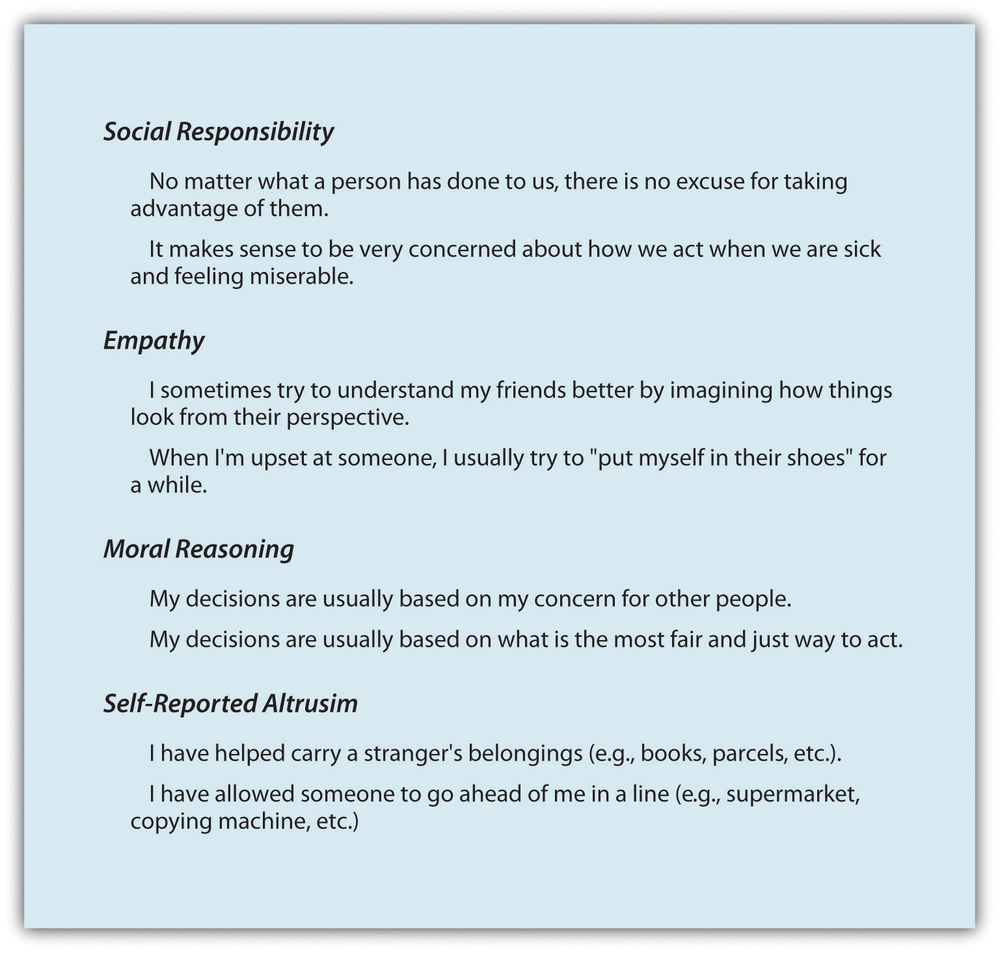 Social Responsibility
No matter what a person has done to us, there is no excuse for taking
advantage of them.
It makes sense to be very concerned about how we act when we are sick
and feeling miserable.
Empathy
I sometimes try to understand my friends better by imagining how things
look from their perspective.
When I'm upset at someone, I usually try to "put myself in their shoes" for
a while.
Moral Reasoning
My decisions are usually based on my concern for other people.
My decisions are usually based on what is the most fair and just way to act.
Self-Reported Altrusim
I have helped carry a stranger's belongings (e.g., books, parcels, etc.).
I have allowed someone to go ahead of me in a line (e.g., supermarket,
copying machine, etc.)